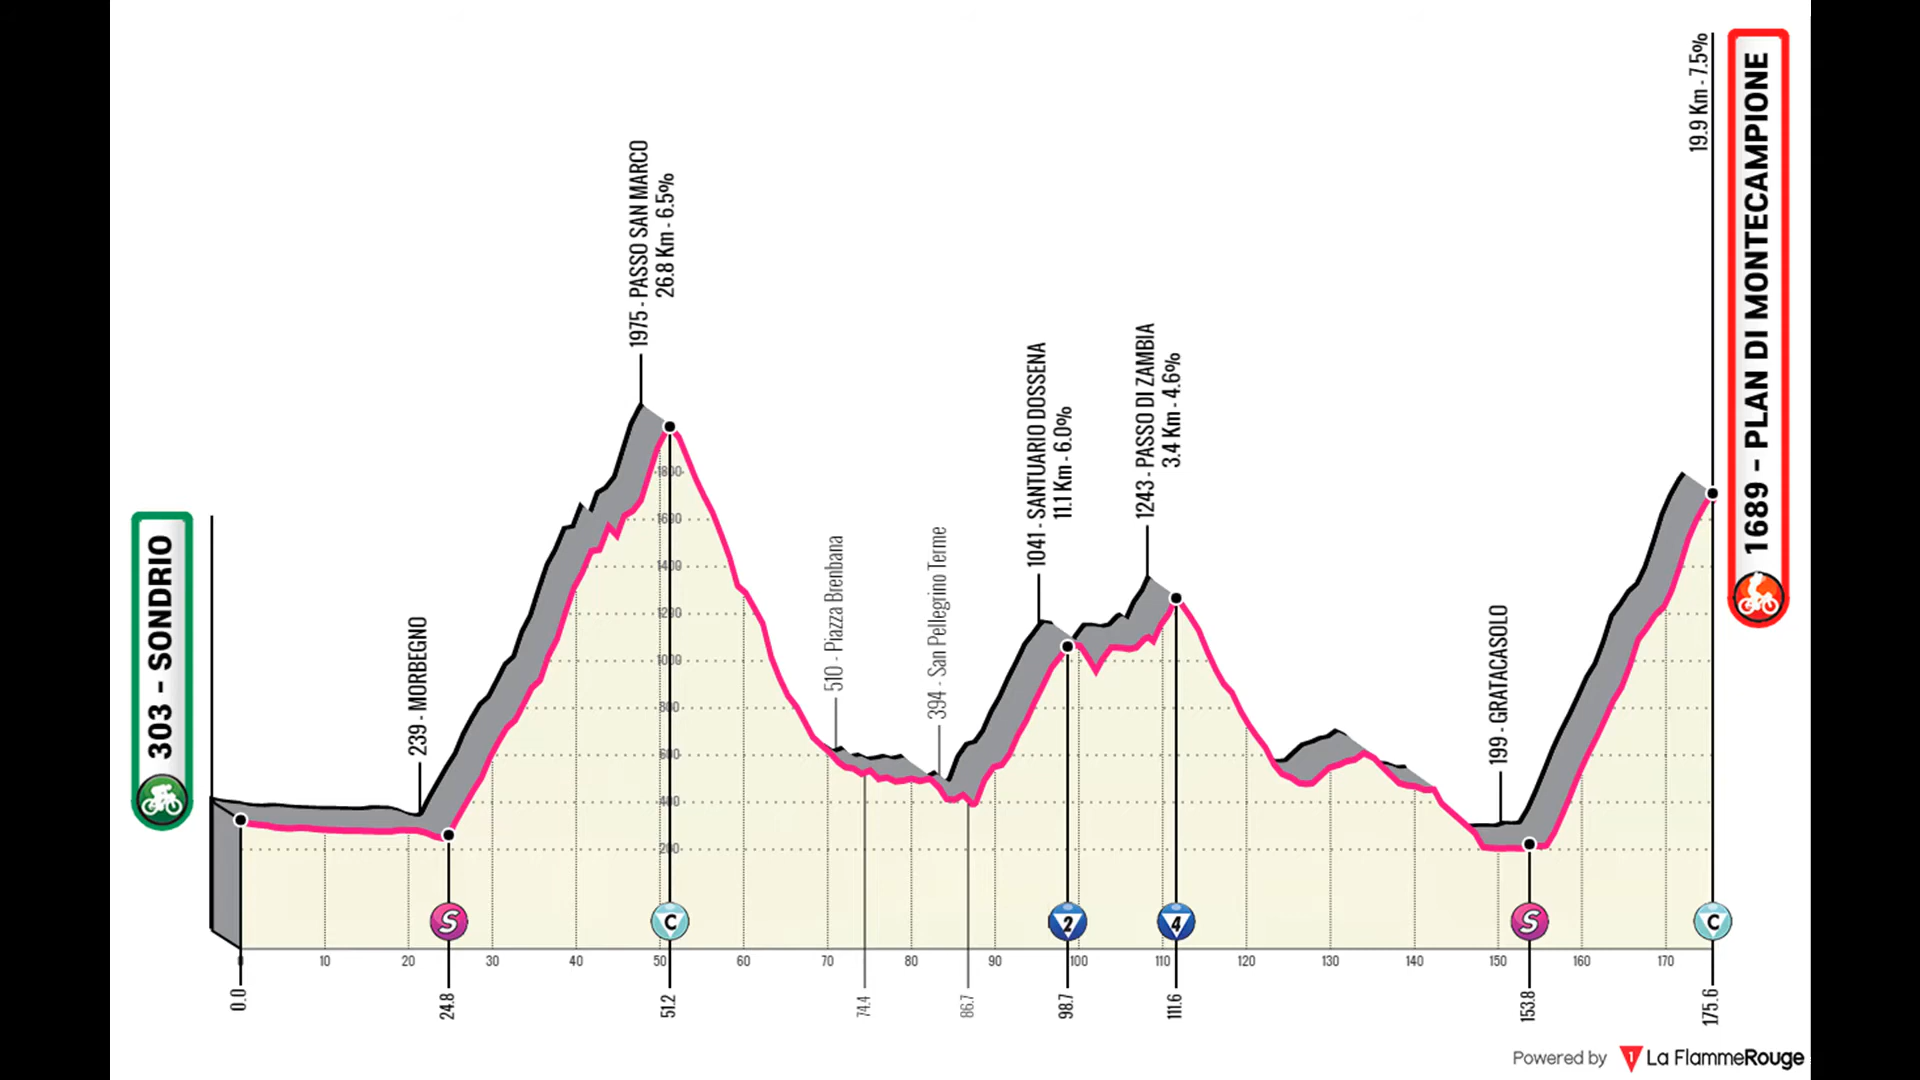 303 - SONDRIO
239 - MORBEGNO
1975 - PASSO SAN MARCO
26.8 Km - 6.5%
510 - Piazza Brenbana
394 - San Pellegrino Terme
1041 - SANTUARIO DOSSENA
11.1 Km - 6.0%
1243 - PASSO DI ZAMBIA
3.4 Km - 4.6%
199 - GRATACASOLO
19.9 Km - 7.5%
1689 - PLAN DI MONTECAMPIONE
1800
1600
1400
1200
1000
800
600
400
200
S C 2 4 S C
0 10 20 30 40 50 60 70 80 90 100 110 120 130 140 150 160 170
0.0 24.8 51.2 74.4 86.7 98.7 111.6 153.8 175.6
Powered by 1 La FlammeRouge